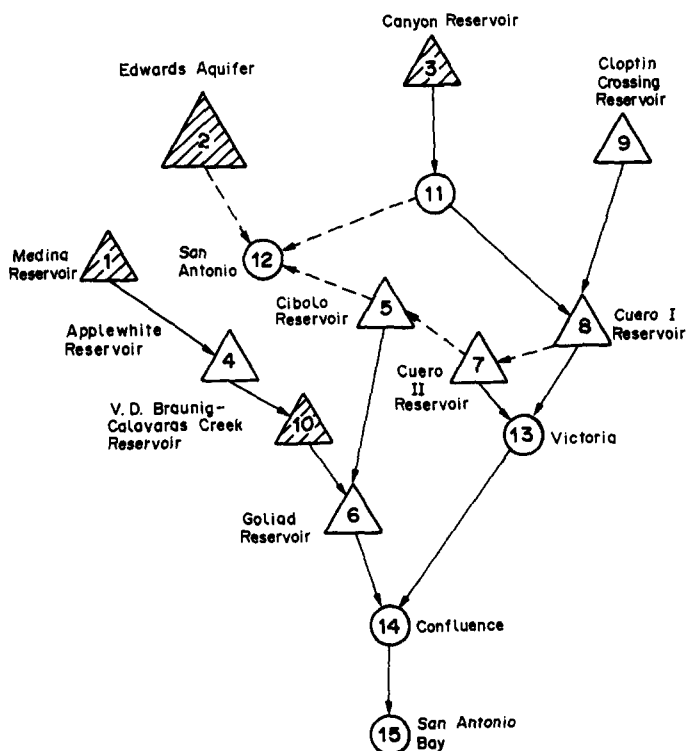 Canyon Reservoir
3
Edwards Aquifer
2
Cloptin
Crossing
Reservoir
9
11
Medina
Reservoir
1
San
Antonio
12
Cibolo
Reservoir
5
8
Cuero I
Reservoir
Applewhite
Reservoir
4
7
Cuero
II
Reservoir
V. D. Braunig-
Calavaras Creek
Reservoir
10
13
Victoria
Goliad
Reservoir
6
14
Confluence
15
San Antonio
Bay